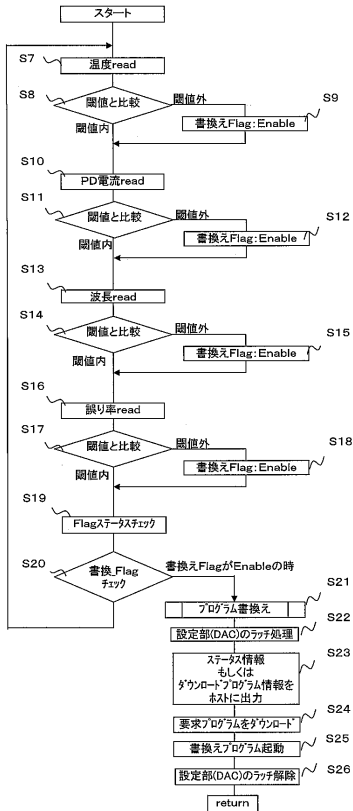 スタート
S7
温度read
S8
閾値と比較
閾値外
S9
書換えFlag:Enable
閾値内
S10
PD電流read
S11
閾値と比較
閾値外
S12
書換えFlag:Enable
閾値内
S13
波長read
S14
閾値と比較
閾値外
S15
書換えFlag:Enable
閾値内
S16
誤り率read
S17
閾値と比較
閾値外
S18
書換えFlag:Enable
閾値内
S19
Flagステータスチェック
S20
書換_Flag
チェック
書換えFlagがEnableの時
S21
プログラム書換え
S22
設定部(DAC)のラッチ処理
S23
ステータス情報
もしくは
ダウンロードプログラム情報を
ホストに出力
S24
要求プログラムをダウンロード
S25
書換えプログラム起動
S26
設定部(DAC)のラッチ解除
return